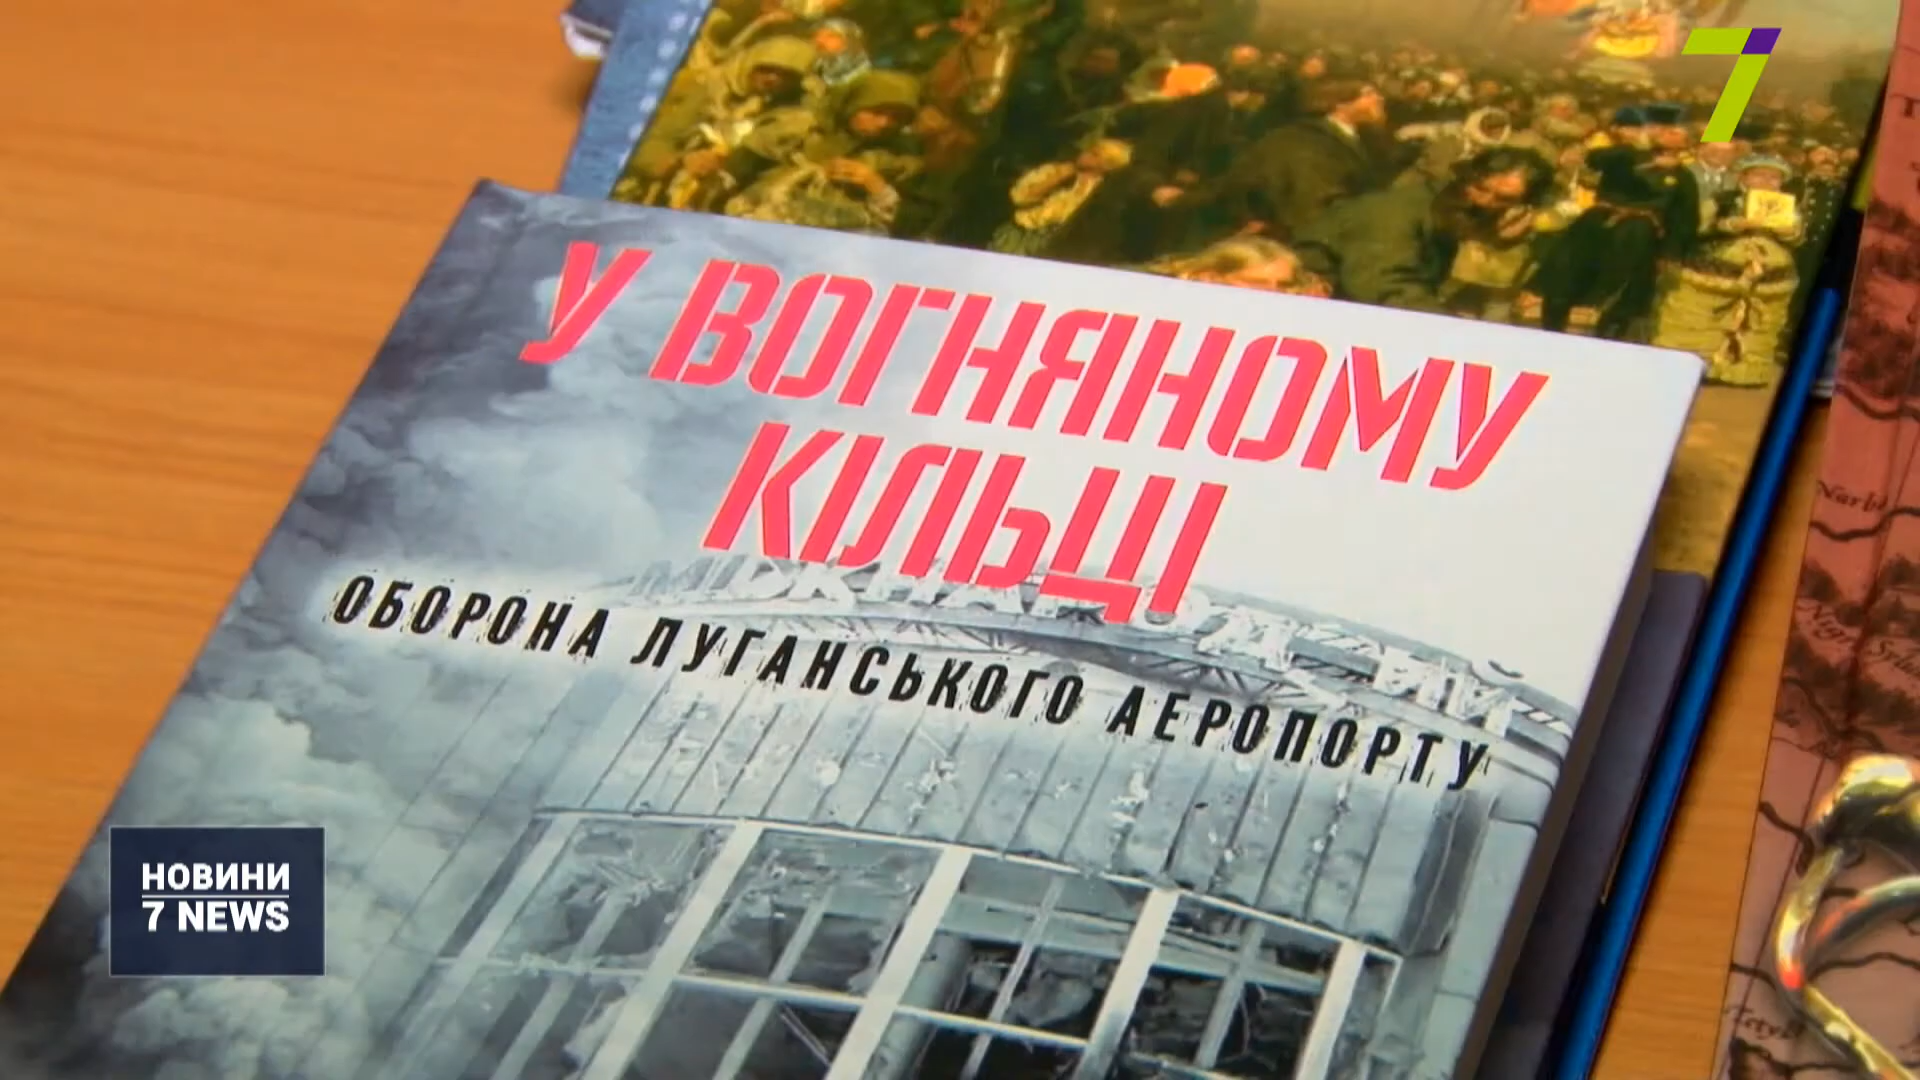 7
У ВОГНЯНОМУ
КІЛЬЦІ
ОБОРОНА ЛУГАНСЬКОГО АЕРОПОРТУ
НОВИНИ
7 NEWS